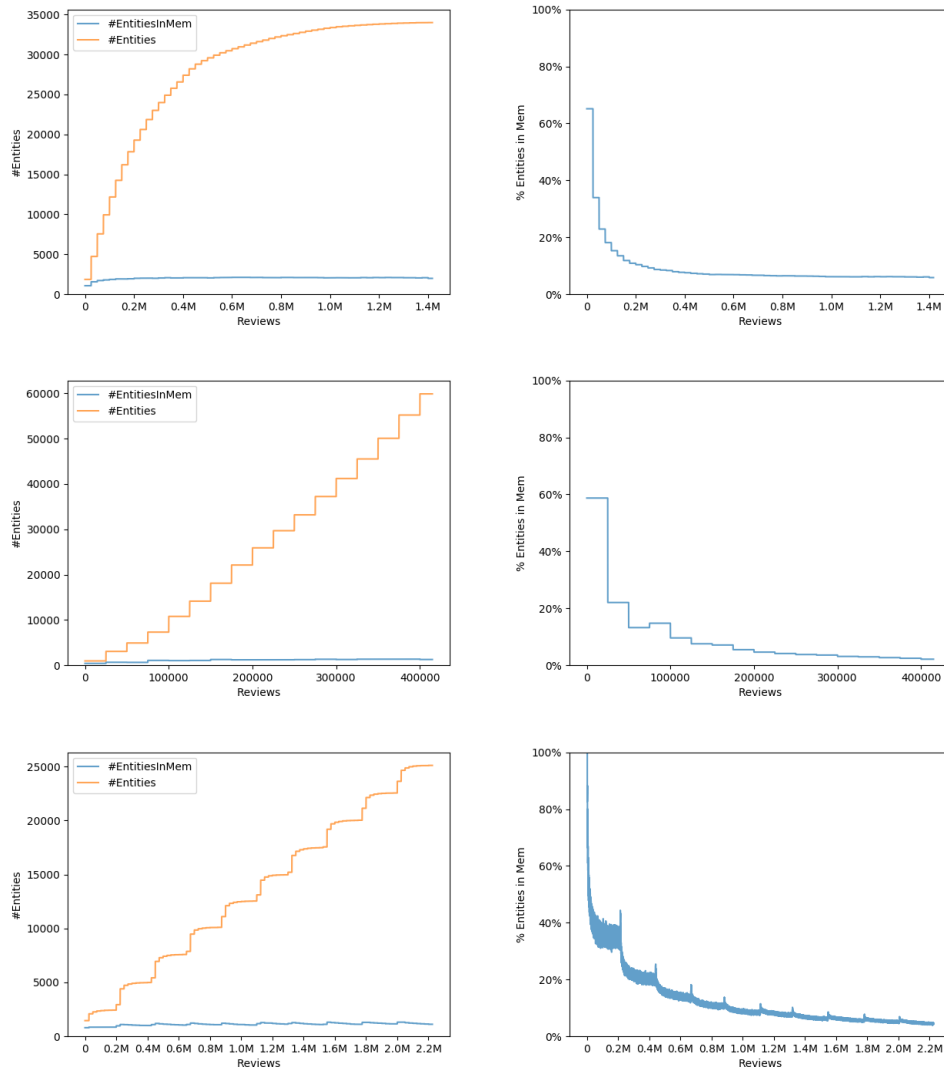 35000
30000
25000
20000
15000
10000
5000
0
#Entities
#EntitiesInMem
#Entities
0 0.2M 0.4M 0.6M 0.8M 1.0M 1.2M 1.4M
Reviews
100%
80%
60%
40%
20%
0%
% Entities in Mem
0 0.2M 0.4M 0.6M 0.8M 1.0M 1.2M 1.4M
Reviews
60000
50000
40000
30000
20000
10000
0
#Entities
#EntitiesInMem
#Entities
0 100000 200000 300000 400000
Reviews
100%
80%
60%
40%
20%
0%
% Entities in Mem
0 100000 200000 300000 400000
Reviews
25000
20000
15000
10000
5000
0
#Entities
#EntitiesInMem
#Entities
0 0.2M 0.4M 0.6M 0.8M 1.0M 1.2M 1.4M 1.6M 1.8M 2.0M 2.2M
Reviews
100%
80%
60%
40%
20%
0%
% Entities in Mem
0 0.2M 0.4M 0.6M 0.8M 1.0M 1.2M 1.4M 1.6M 1.8M 2.0M 2.2M
Reviews